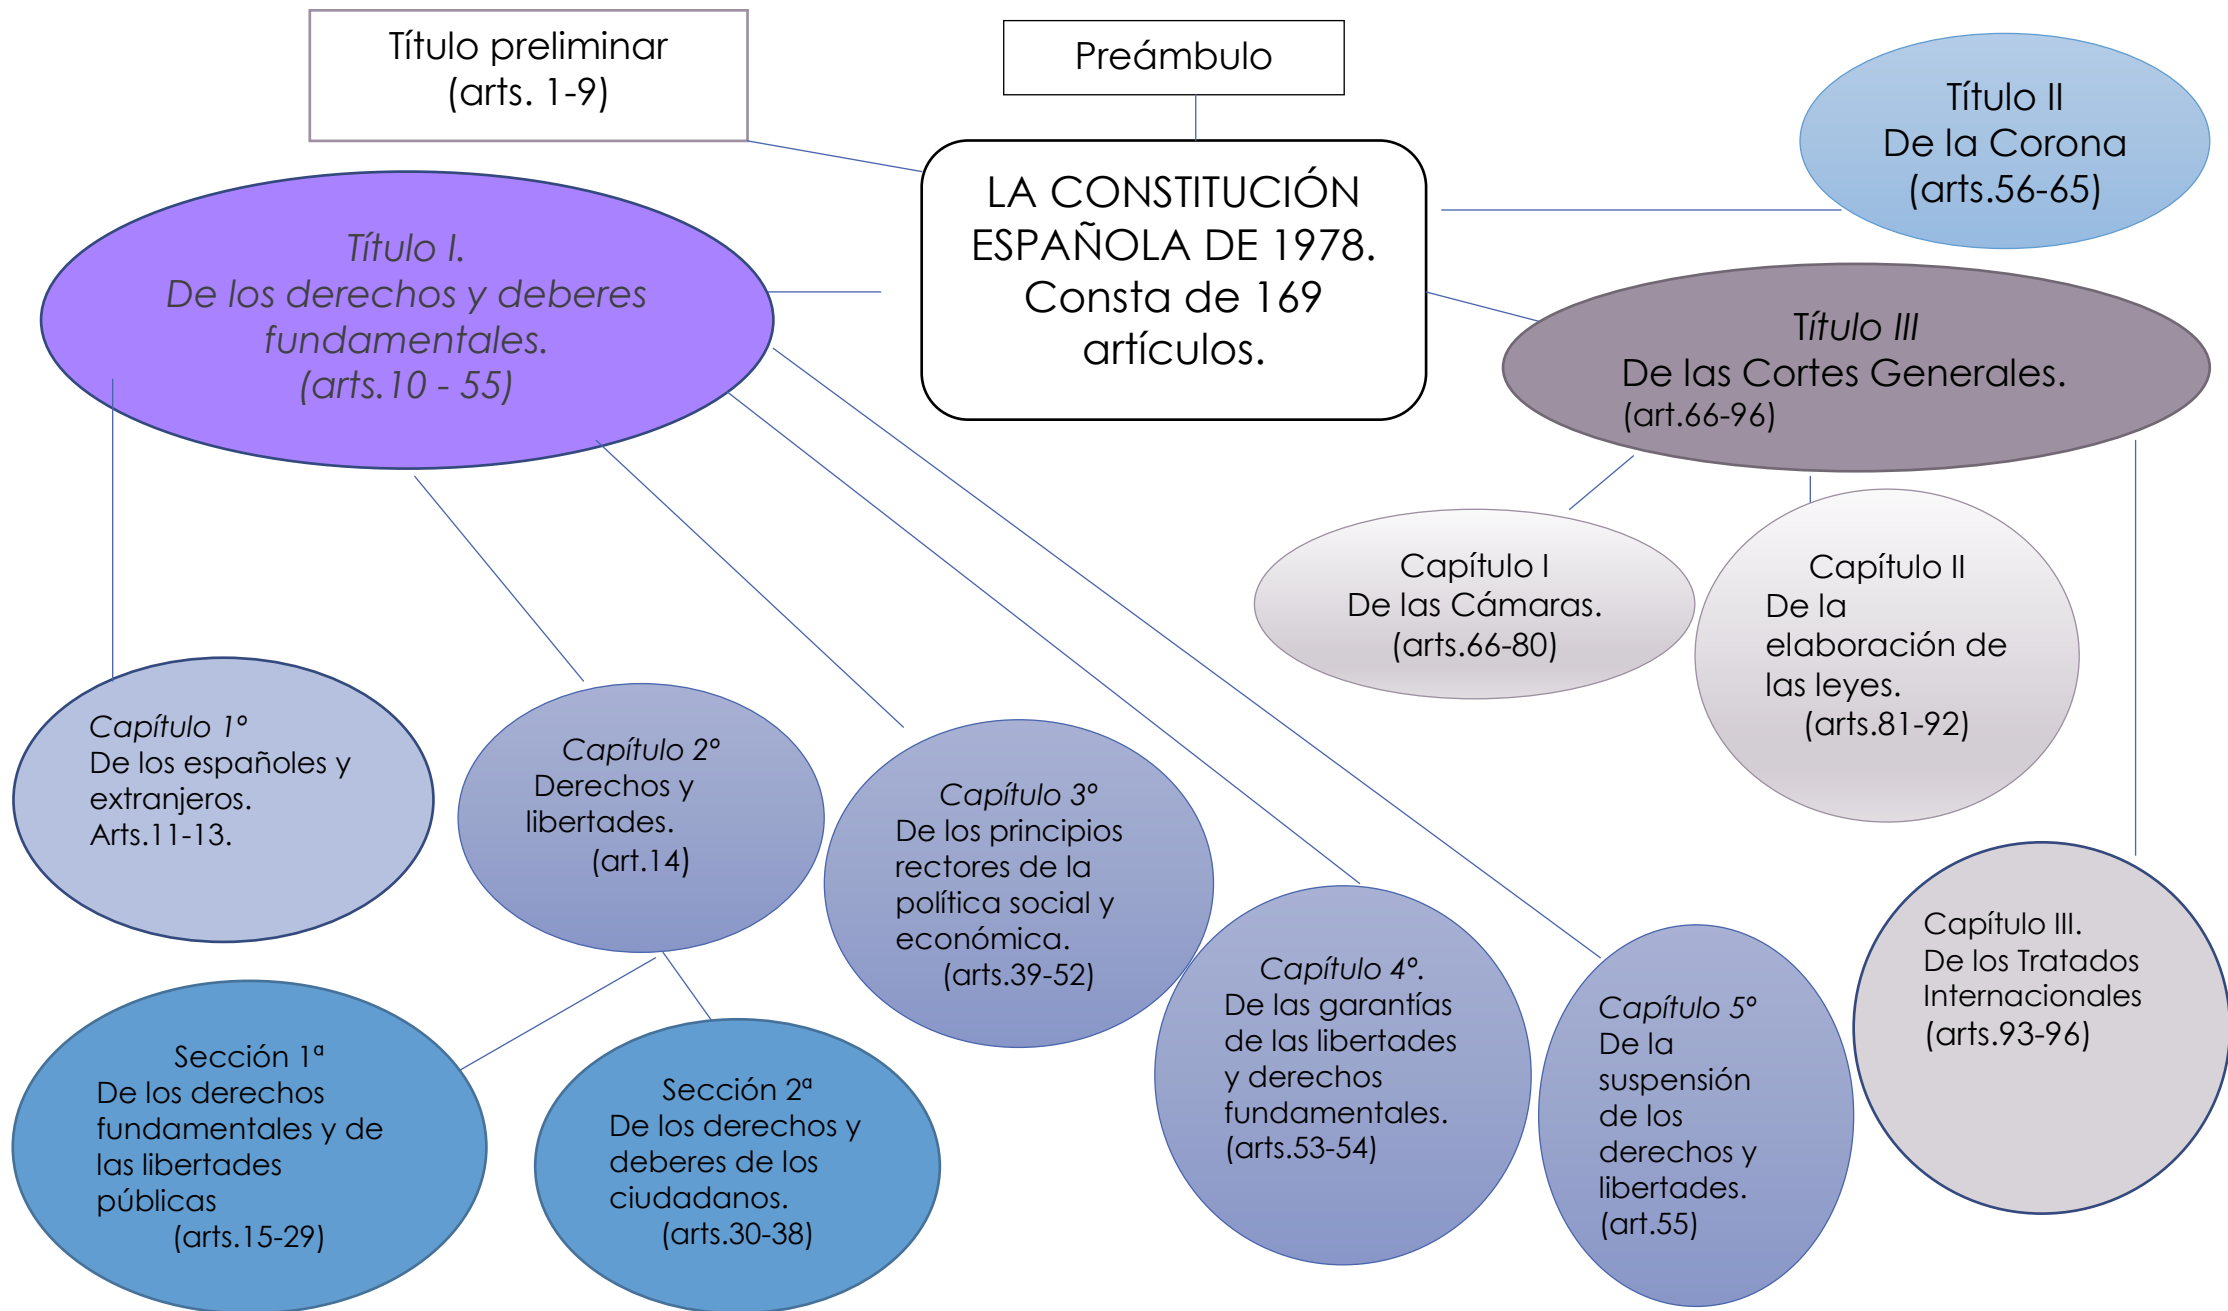 Título preliminar
(arts. 1-9)
Preámbulo
Título II
De la Corona
(arts.56-65)
LA CONSTITUCIÓN
ESPAÑOLA DE 1978.
Consta de 169
artículos.
Título I.
De los derechos y deberes
fundamentales.
(arts.10 - 55)
Título III
De las Cortes Generales.
(art.66-96)
Capítulo I
De las Cámaras.
(arts.66-80)
Capítulo II
De la
elaboración de
las leyes.
(arts.81-92)
Capítulo 1º
De los españoles y
extranjeros.
Arts.11-13.
Capítulo 2º
Derechos y
libertades.
(art.14)
Capítulo 3º
De los principios
rectores de la
política social y
económica.
(arts.39-52)
Capítulo 4º.
De las garantías
de las libertades
y derechos
fundamentales.
(arts.53-54)
Capítulo 5º
De la
suspensión
de los
derechos y
libertades.
(art.55)
Capítulo III.
De los Tratados
Internacionales
(arts.93-96)
Sección 1ª
De los derechos
fundamentales y de
las libertades
públicas
(arts.15-29)
Sección 2ª
De los derechos y
deberes de los
ciudadanos.
(arts.30-38)